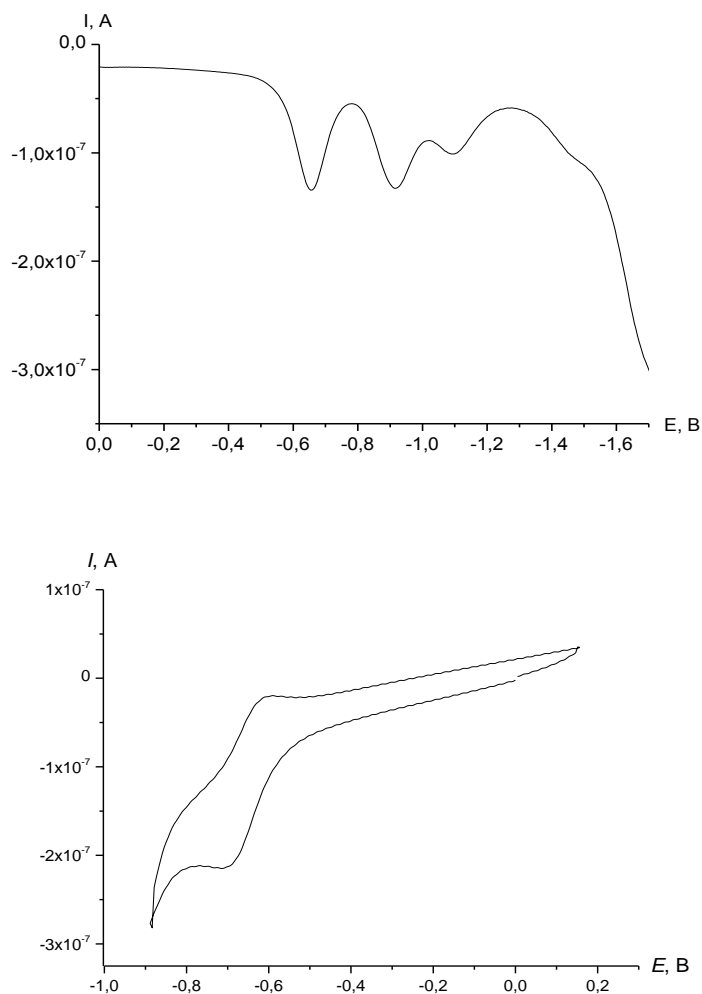 I, A
0,0
-1,0x10⁻⁷
-2,0x10⁻⁷
-3,0x10⁻⁷
E, B
0,0 -0,2 -0,4 -0,6 -0,8 -1,0 -1,2 -1,4 -1,6
I, A
1x10⁻⁷
0
-1x10⁻⁷
-2x10⁻⁷
-3x10⁻⁷
E, B
-1,0 -0,8 -0,6 -0,4 -0,2 0,0 0,2